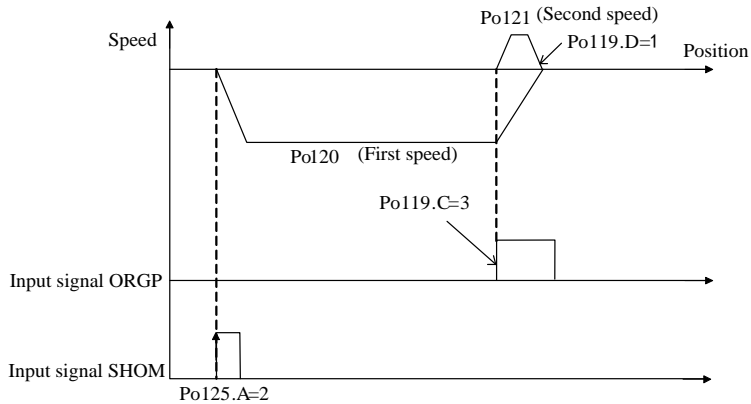 Po121 (Second speed)
Speed
Po119.D=1
Position
Po120 (First speed)
Po119.C=3
Input signal ORGP
Input signal SHOM
Po125.A=2